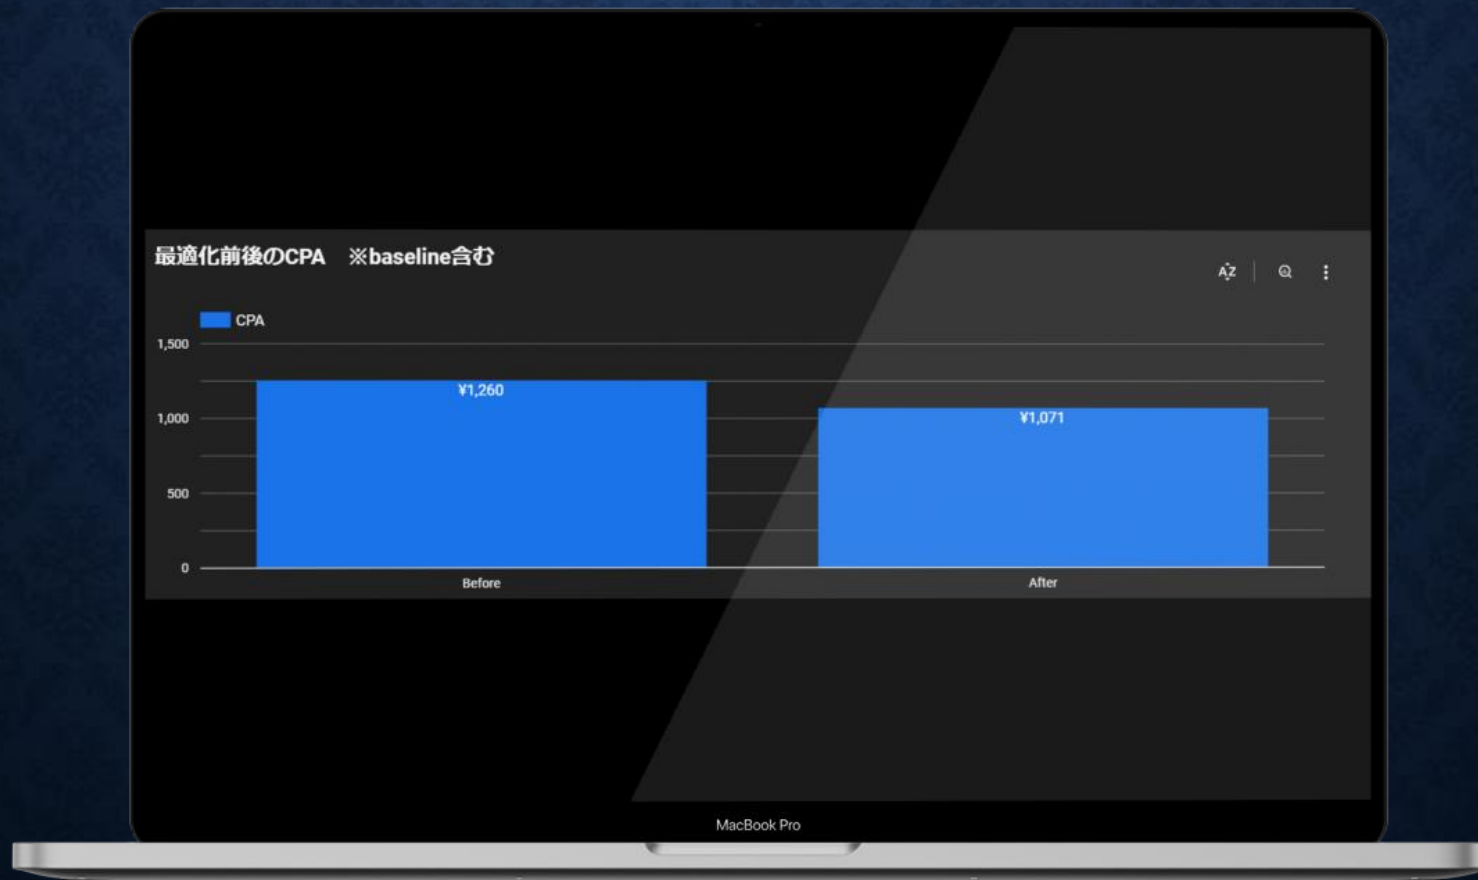 最適化前後のCPA　※baseline含む
AZ
CPA
1,500
¥1,260
1,000
¥1,071
500
0
Before
After
MacBook Pro